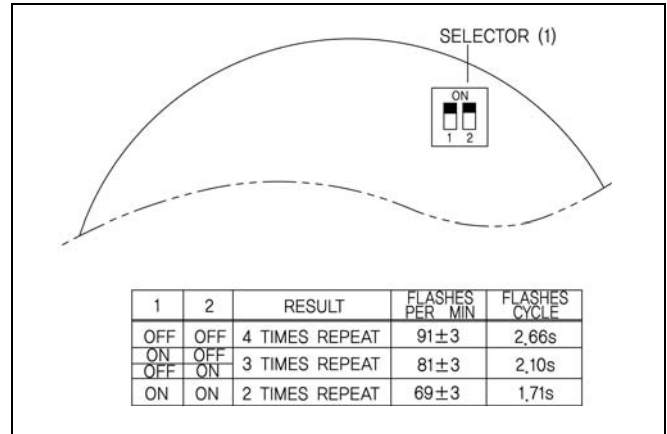 SELECTOR (1)
ON
1 2
1 2 RESULT FLASHES PER MIN FLASHES CYCLE
OFF OFF 4 TIMES REPEAT 91±3 2.66s
ON OFF
OFF ON 3 TIMES REPEAT 81±3 2.10s
ON ON 2 TIMES REPEAT 69±3 1.71s